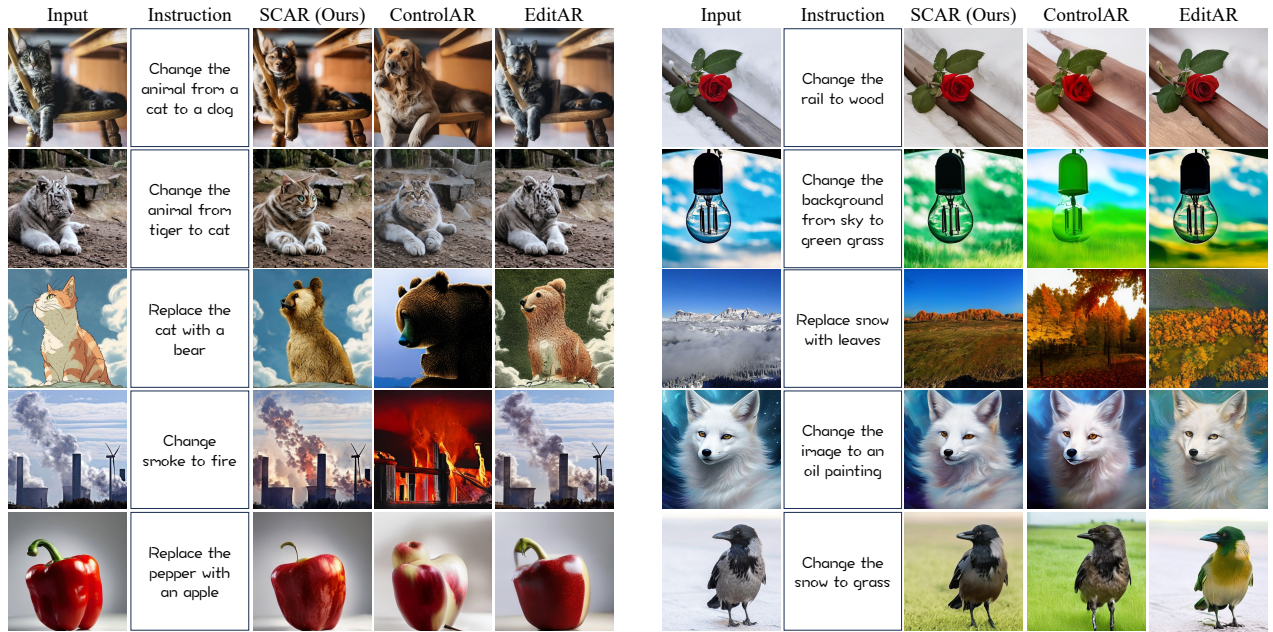 Input Instruction SCAR (Ours) ControlAR EditAR
Change the
animal from a
cat to a dog
Change the
animal from
tiger to cat
Replace the
cat with a
bear
Change
smoke to fire
Replace the
pepper with
an apple
Input Instruction SCAR (Ours) ControlAR EditAR
Change the
rail to wood
Change the
background
from sky to
green grass
Replace snow
with leaves
Change the
image to an
oil painting
Change the
snow to grass